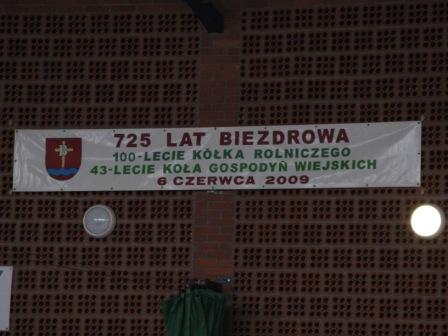 725 LAT BIEZDROWA
100-LECIE KÓŁKA ROLNICZEGO
43-LECIE KOŁA GOSPODYŃ WIEJSKICH
6 CZERWCA 2009